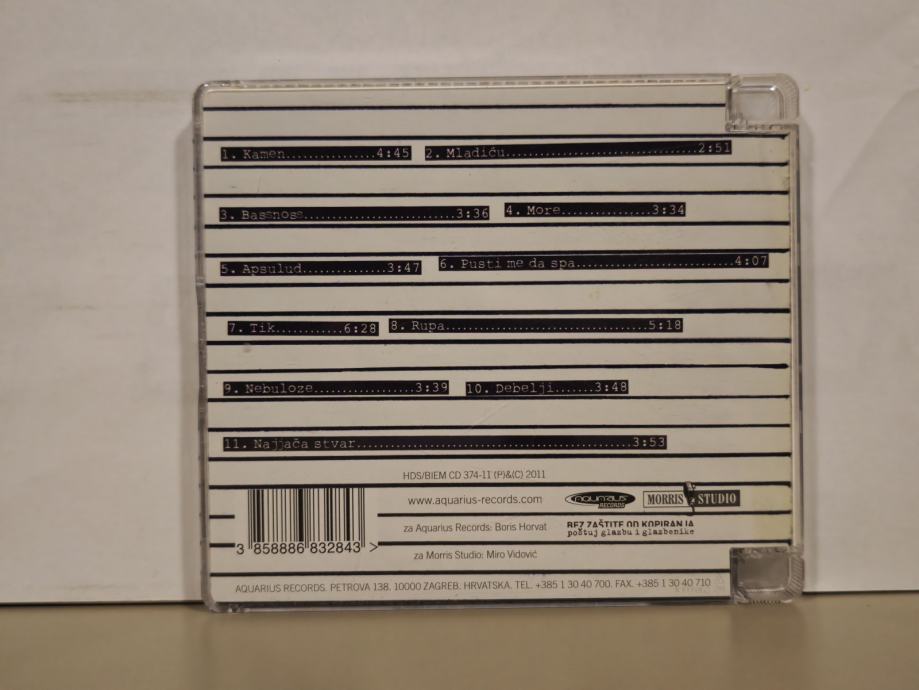 1. Kamen................4:45 2. Mladiću...........................2:51
3. Bassnoss.........................3:36 4. More................3:34
5. Apsulud..............3:47 6. Pusti me da spa......................4:07
7. Tik............6:28 8. Rupa................................5:18
9. Nebuloze................3:39 10. Debelji.......3:48
11. Najjača stvar.............................................3:53
HDS/BIEM CD 374-11 (P)&(C) 2011
www.aquarius-records.com AQUARIUS RECORDS MORRIS STUDIO
za Aquarius Records: Boris Horvat BEZ ZAŠTITE OD KOPIRANJA
poštuj glazbu i glazbenike
3 858886 832843 >
za Morris Studio: Miro Vidović
AQUARIUS RECORDS. PETROVA 138. 10000 ZAGREB. HRVATSKA. TEL. +385 1 30 40 700. FAX. +385 1 30 40 710